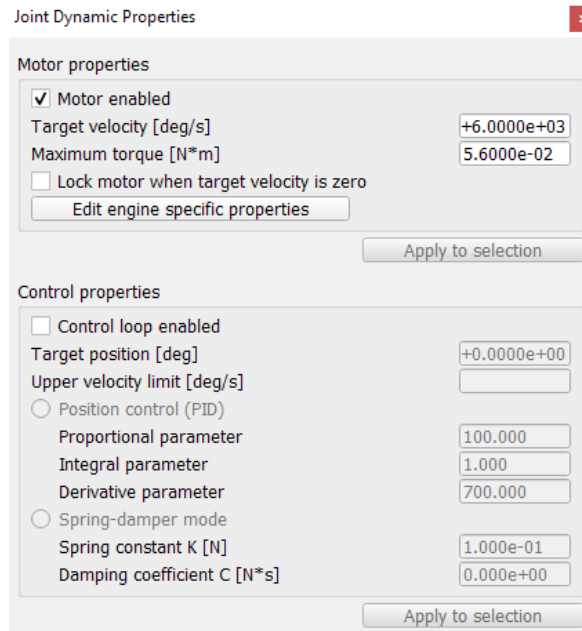 Joint Dynamic Properties
Motor properties
Motor enabled
Target velocity [deg/s] +6.0000e+03
Maximum torque [N*m] 5.6000e-02
Lock motor when target velocity is zero
Edit engine specific properties
Apply to selection
Control properties
Control loop enabled
Target position [deg] +0.0000e+00
Upper velocity limit [deg/s]
Position control (PID)
Proportional parameter 100.000
Integral parameter 1.000
Derivative parameter 700.000
Spring-damper mode
Spring constant K [N] 1.000e-01
Damping coefficient C [N*s] 0.000e+00
Apply to selection